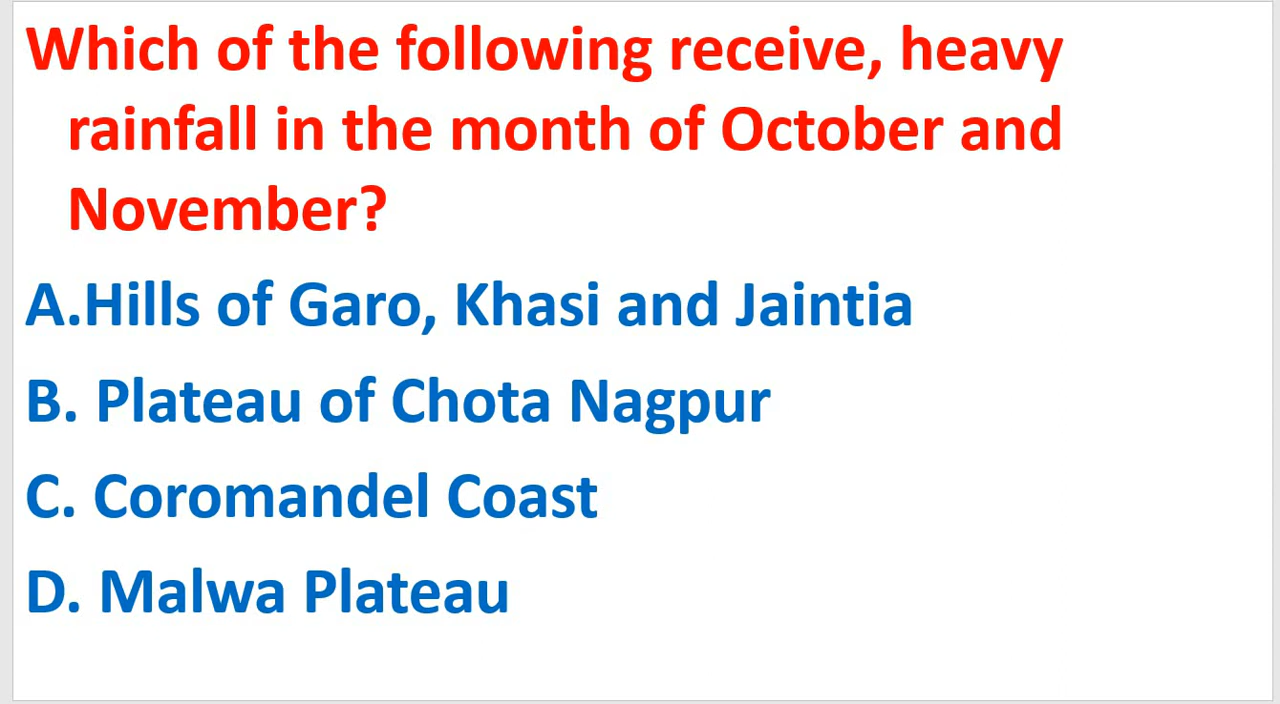 Which of the following receive, heavy
rainfall in the month of October and
November?
A.Hills of Garo, Khasi and Jaintia
B. Plateau of Chota Nagpur
C. Coromandel Coast
D. Malwa Plateau